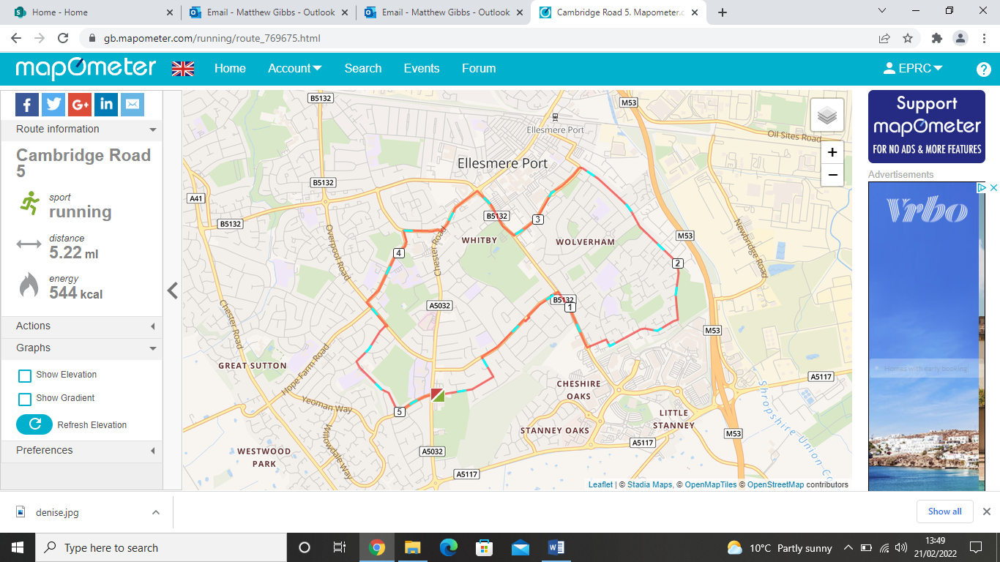 Home - Home
Email - Matthew Gibbs - Outlook
Email - Matthew Gibbs - Outlook
Cambridge Road 5. Mapometer.c
gb.mapometer.com/running/route_769675.html
mapometer
Home
Account
Search
Events
Forum
EPRC
?
Route information
Cambridge Road
5
sport
running
distance
5.22 ml
energy
544 kcal
Actions
Graphs
Show Elevation
Show Gradient
Refresh Elevation
Preferences
B5132
M53
Ellesmere Port
Oil Sites Road
Ellesmere Port
B5132
A41
B5132
B5132
3
WHITBY
WOLVERHAM
M53
Newbridge Road
Overpool Road
Chester Road
4
2
A5032
B5132
1
M53
Chester Road
GREAT SUTTON
Hope Farm Road
A5117
CHESHIRE
OAKS
Yeoman Way
5
LITTLE
STANNEY
STANNEY OAKS
M53
Shropshire Union Co
Willowdale Way
A5117
WESTWOOD
PARK
A5032
A5117
+
−
Leaflet | © Stadia Maps, © OpenMapTiles © OpenStreetMap contributors
Support
mapometer
FOR NO ADS & MORE FEATURES
Advertisements
Vrbo
Homes with early booking
denise.jpg
Show all
Type here to search
10°C Partly sunny
13:49
21/02/2022